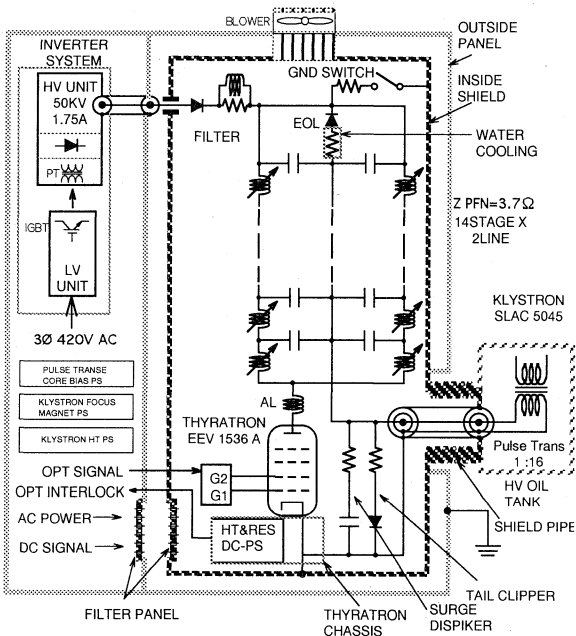 BLOWER
OUTSIDE
PANEL
INVERTER
SYSTEM
HV UNIT
50KV
1.75A
PT
IGBT
LV
UNIT
3Ø 420V AC
GND SWITCH
FILTER
EOL
INSIDE
SHIELD
WATER
COOLING
Z PFN=3.7Ω
14STAGE X
2LINE
KLYSTRON
SLAC 5045
PULSE TRANSE
CORE BIAS PS
KLYSTRON FOCUS
MAGNET PS
KLYSTRON HT PS
AL
THYRATRON
EEV 1536 A
OPT SIGNAL
OPT INTERLOCK
G2
G1
AC POWER
DC SIGNAL
HT&RES
DC-PS
Pulse Trans
1 :16
HV OIL
TANK
SHIELD PIPE
FILTER PANEL
THYRATRON
CHASSIS
TAIL CLIPPER
SURGE
DISPIKER